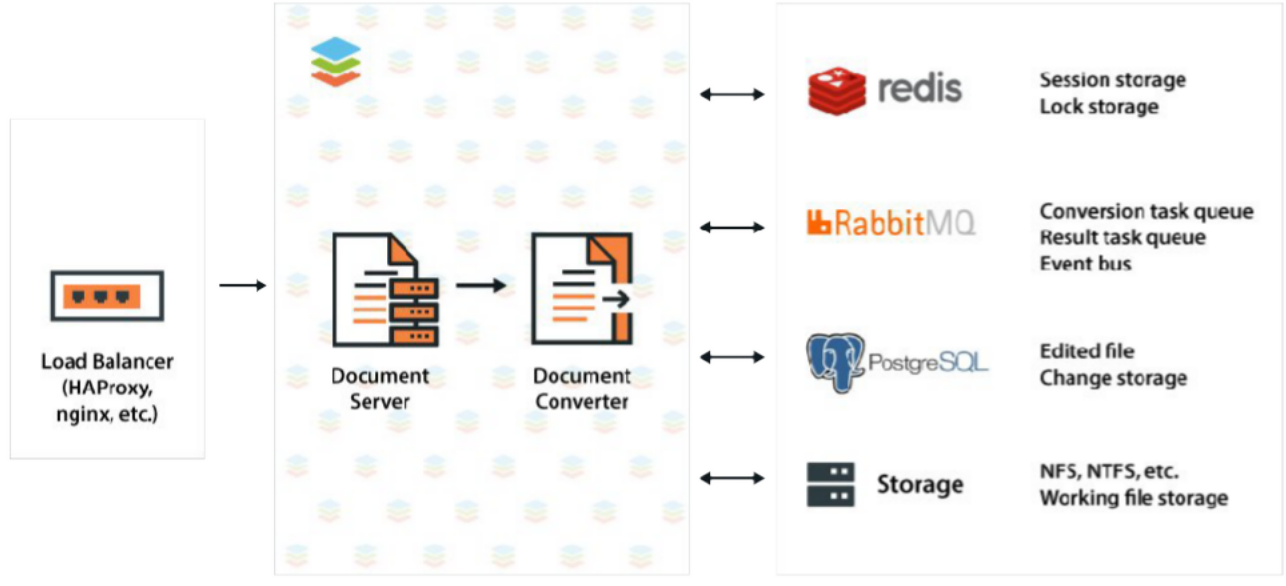 Load Balancer
(HAProxy,
nginx, etc.)
Document
Server
Document
Converter
redis
Session storage
Lock storage
RabbitMQ
Conversion task queue
Result task queue
Event bus
PostgreSQL
Edited file
Change storage
Storage
NFS, NTFS, etc.
Working file storage